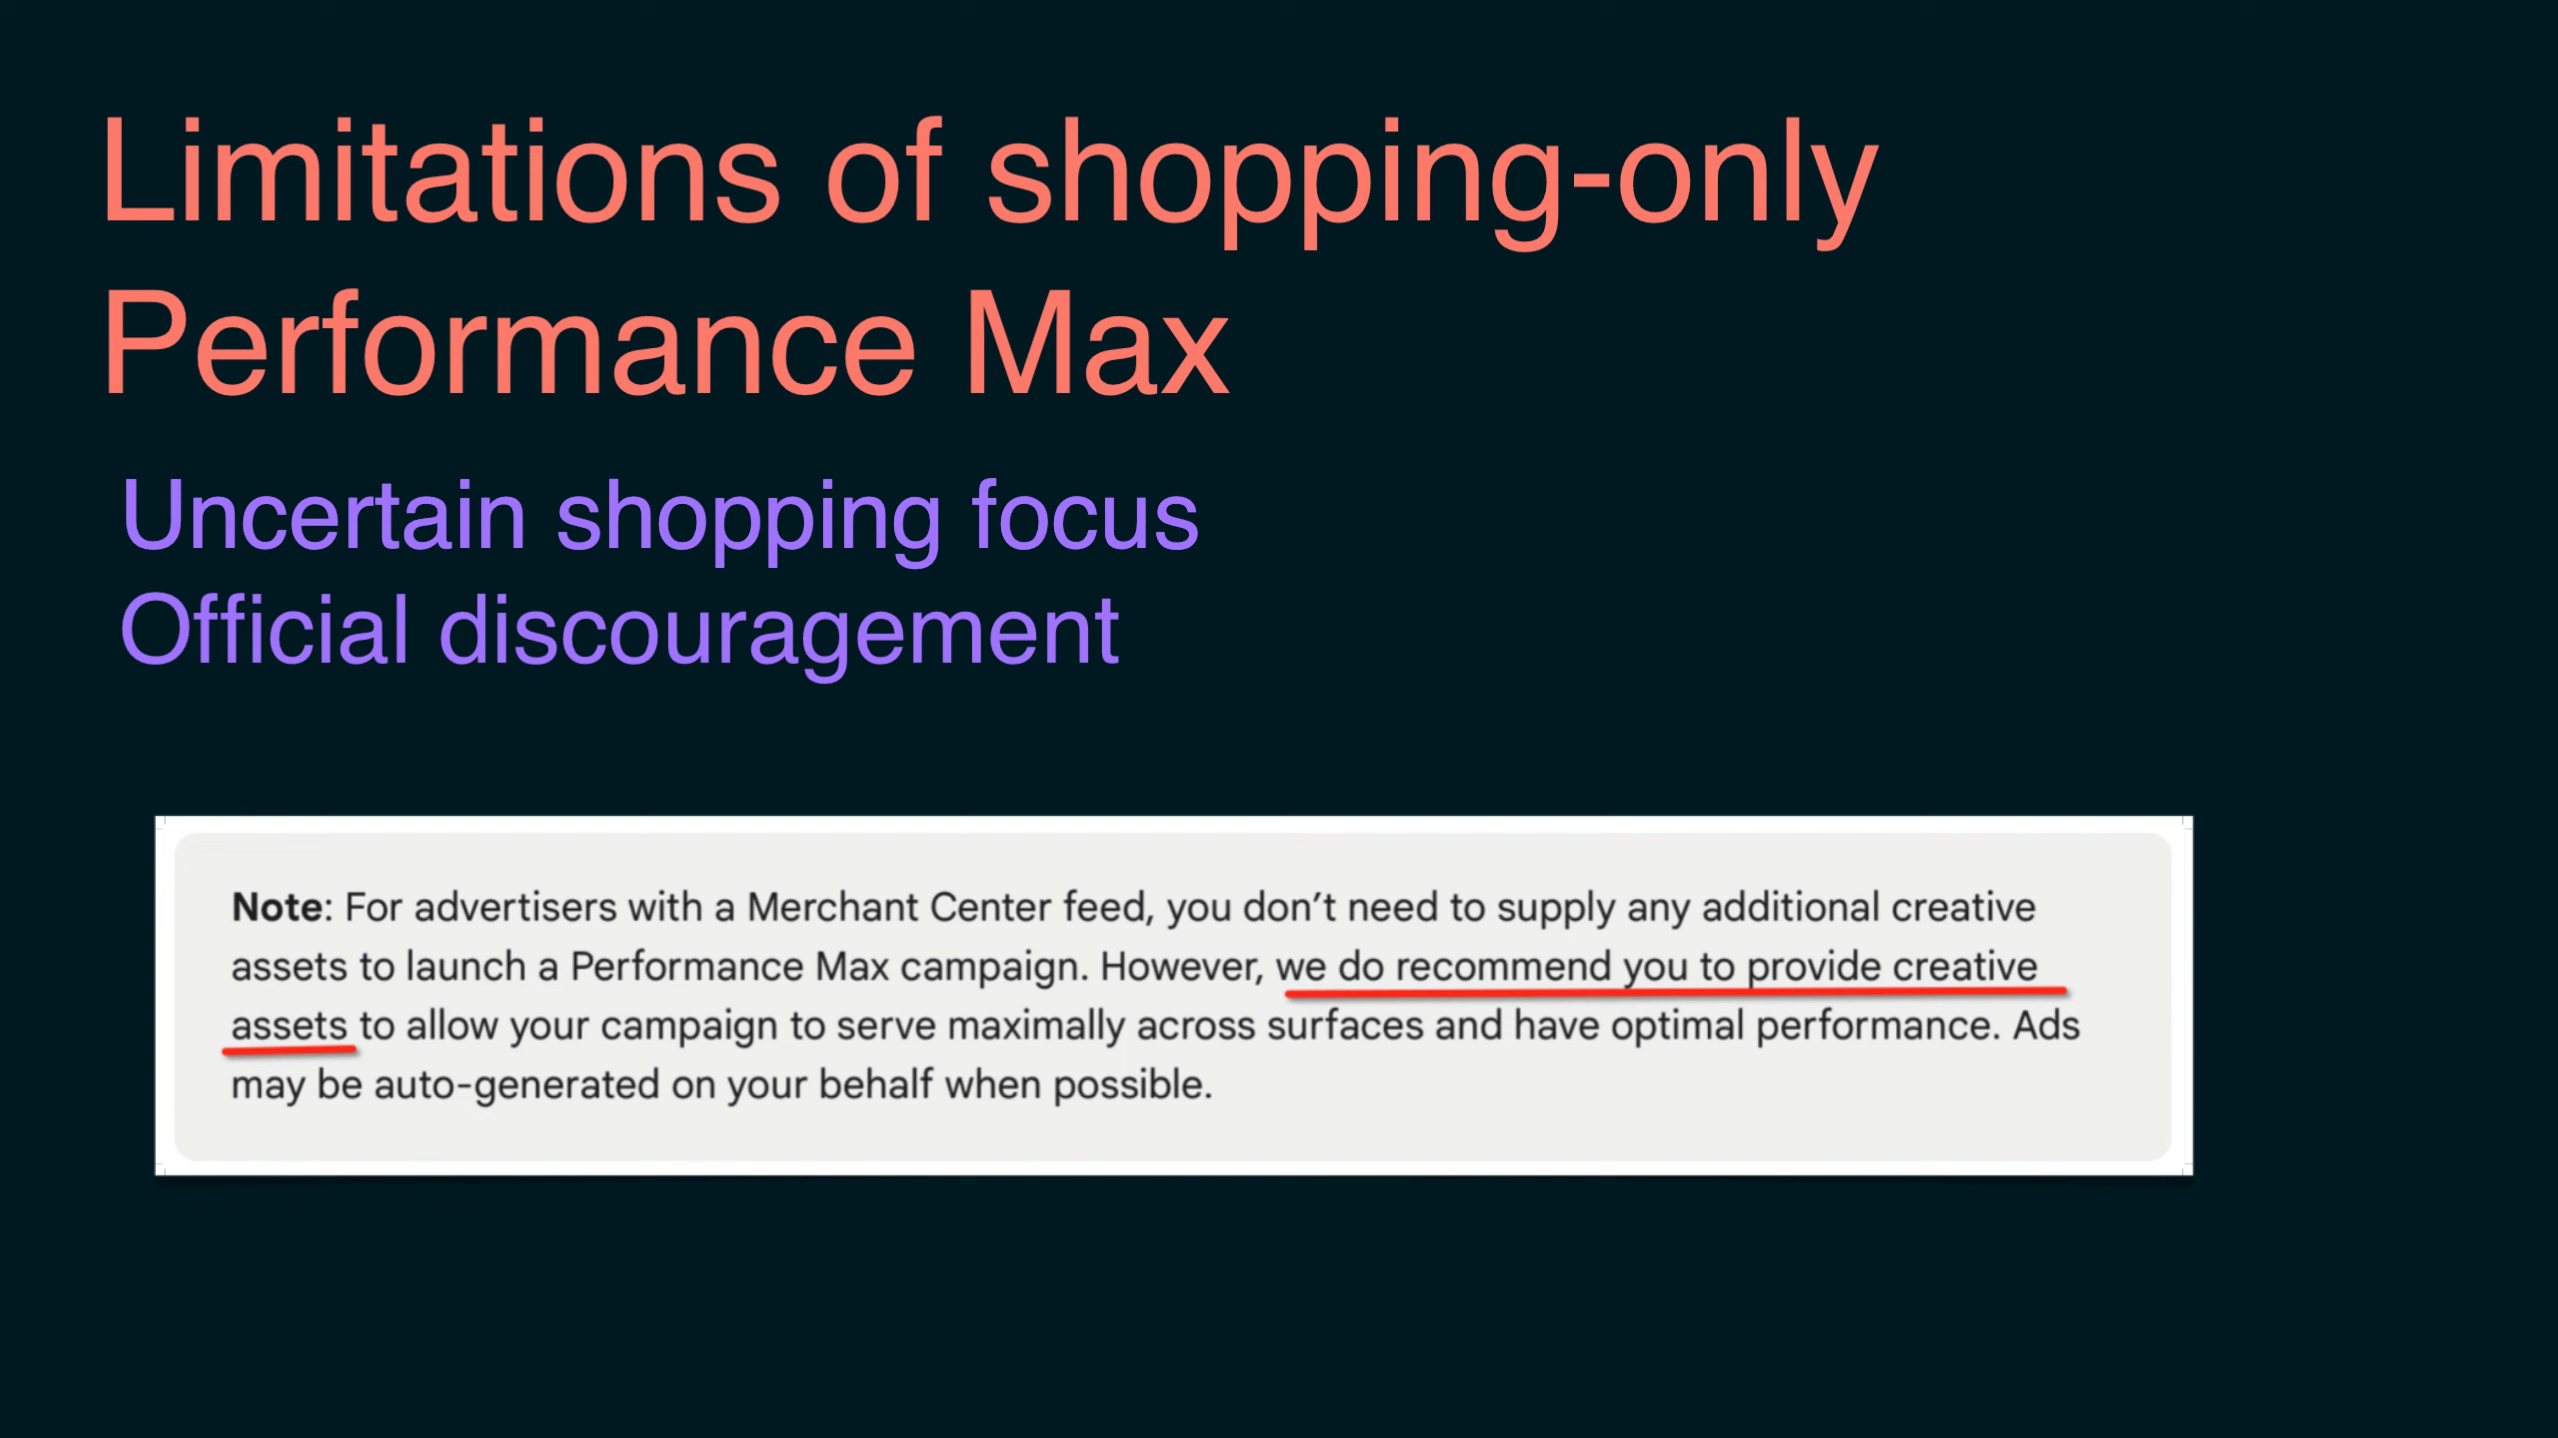 Limitations of shopping-only
Performance Max
Uncertain shopping focus
Official discouragement
Note: For advertisers with a Merchant Center feed, you don’t need to supply any additional creative
assets to launch a Performance Max campaign. However, we do recommend you to provide creative
assets to allow your campaign to serve maximally across surfaces and have optimal performance. Ads
may be auto-generated on your behalf when possible.